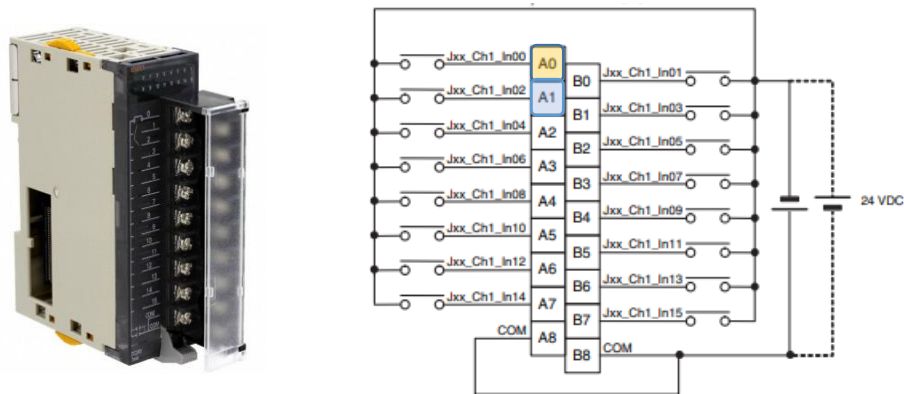 Jxx_Ch1_In00 A0
B0 Jxx_Ch1_In01
Jxx_Ch1_In02 A1
B1 Jxx_Ch1_In03
Jxx_Ch1_In04 A2
B2 Jxx_Ch1_In05
Jxx_Ch1_In06 A3
B3 Jxx_Ch1_In07
Jxx_Ch1_In08 A4
B4 Jxx_Ch1_In09
Jxx_Ch1_In10 A5
B5 Jxx_Ch1_In11
Jxx_Ch1_In12 A6
B6 Jxx_Ch1_In13
Jxx_Ch1_In14 A7
B7 Jxx_Ch1_In15
COM A8
B8 COM
24 VDC